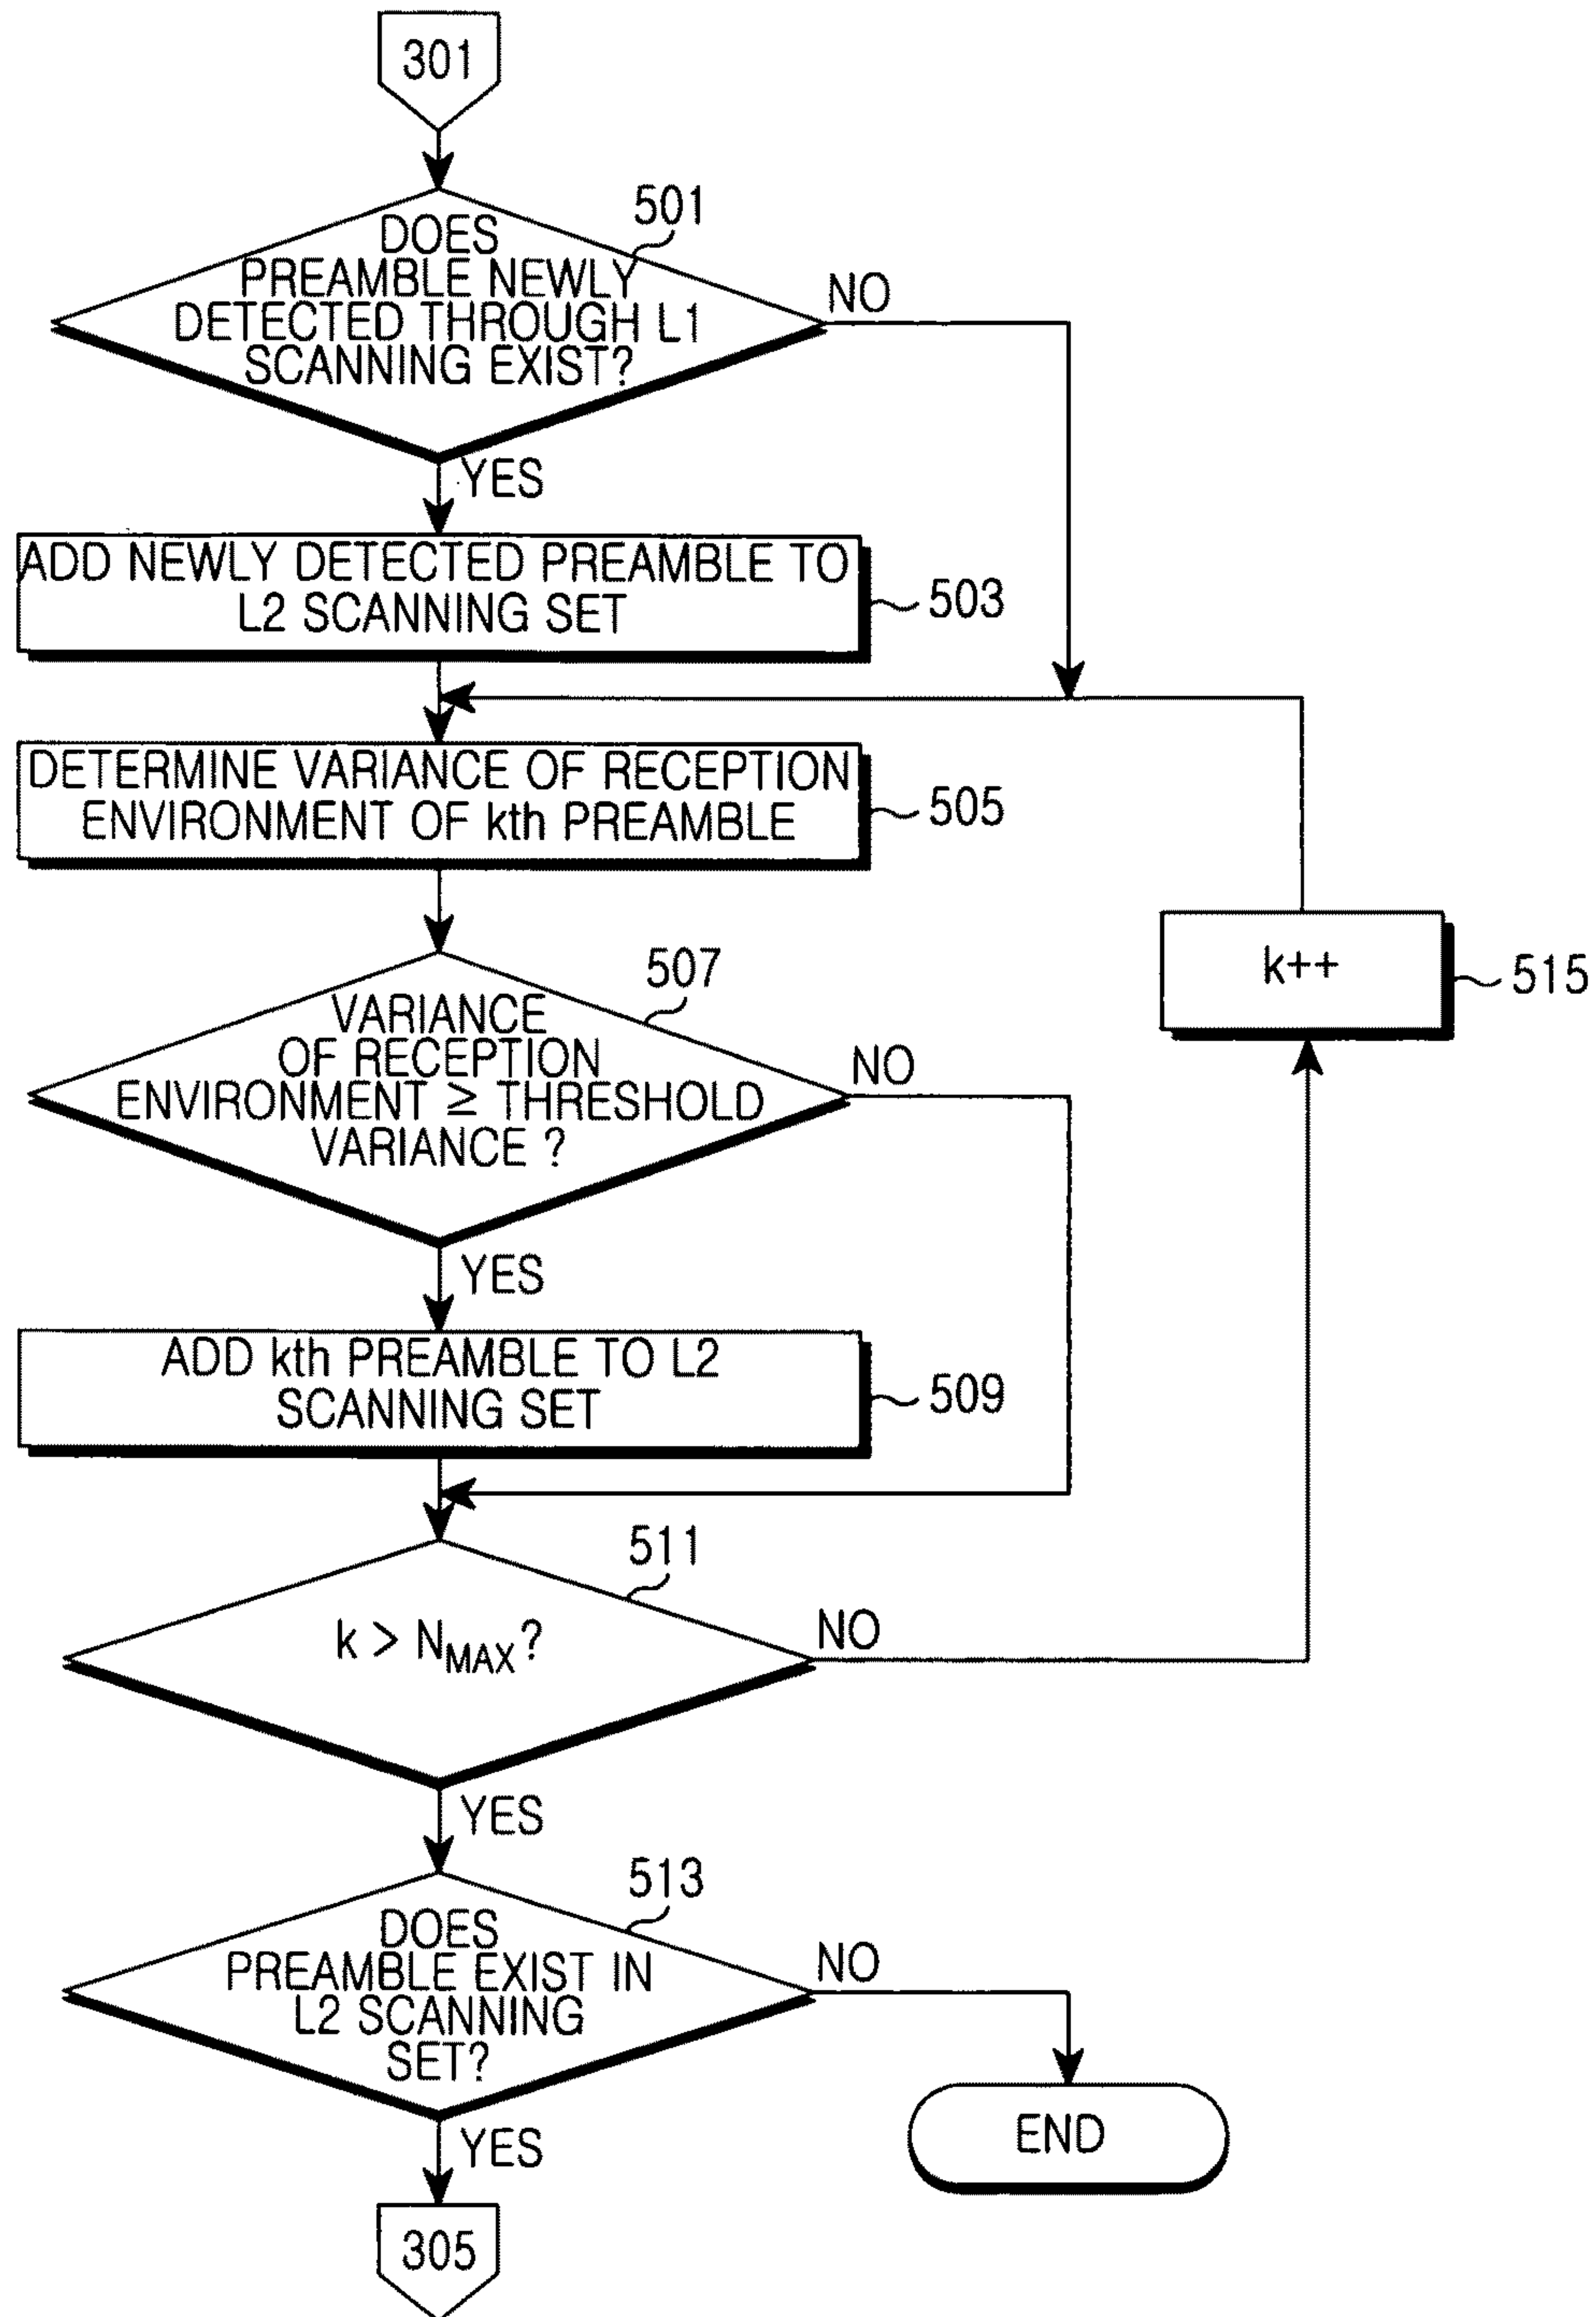 301
501
DOES
PREAMBLE NEWLY
DETECTED THROUGH L1
SCANNING EXIST?
NO
YES
ADD NEWLY DETECTED PREAMBLE TO
L2 SCANNING SET
503
DETERMINE VARIANCE OF RECEPTION
ENVIRONMENT OF kth PREAMBLE
505
507
VARIANCE
OF RECEPTION
ENVIRONMENT ≥ THRESHOLD
VARIANCE ?
NO
k++
515
YES
ADD kth PREAMBLE TO L2
SCANNING SET
509
511
k > NMAX?
NO
YES
513
DOES
PREAMBLE EXIST IN
L2 SCANNING
SET?
NO
END
YES
305